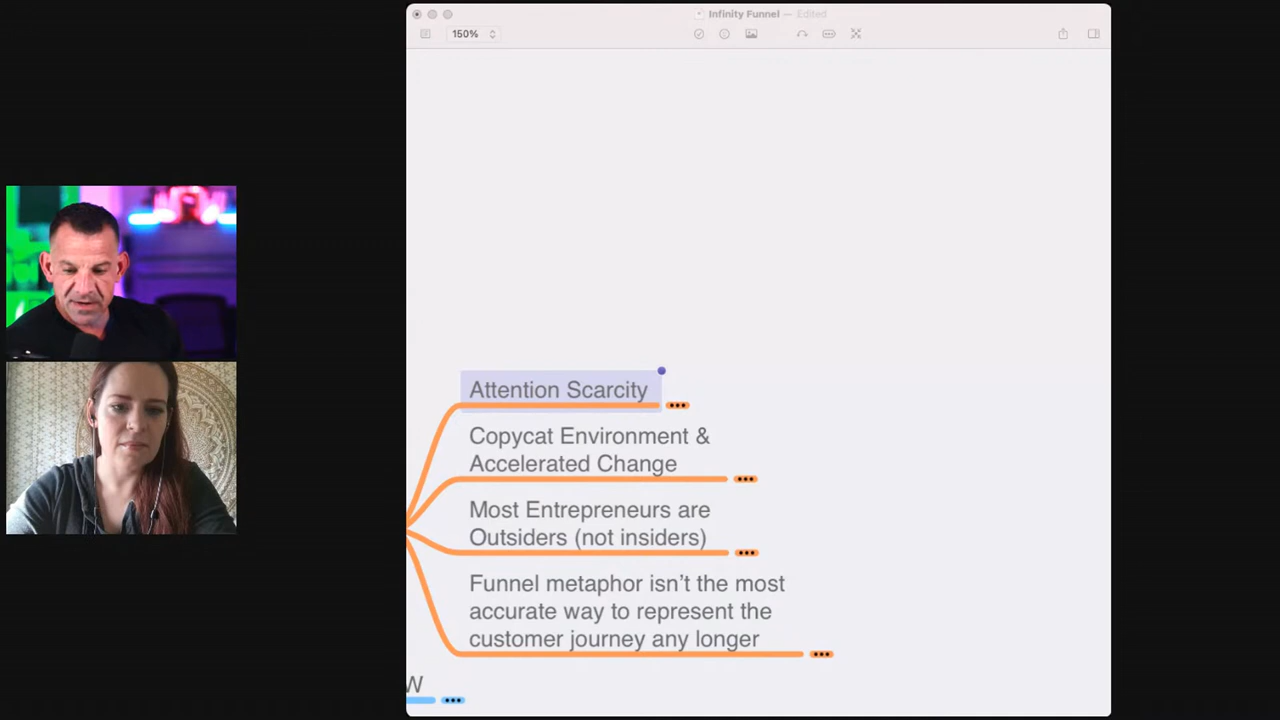 Infinity Funnel — Edited
150%
Attention Scarcity
Copycat Environment &
Accelerated Change
Most Entrepreneurs are
Outsiders (not insiders)
Funnel metaphor isn't the most
accurate way to represent the
customer journey any longer
W